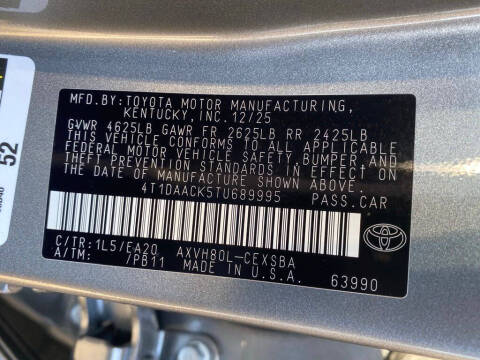 MFD.BY:TOYOTA MOTOR MANUFACTURING,
KENTUCKY, INC. 12/25
GVWR 4625LB GAWR FR 2625LB RR 2425LB
THIS VEHICLE CONFORMS TO ALL APPLICABLE
FEDERAL MOTOR VEHICLE SAFETY, BUMPER, AND
THEFT PREVENTION STANDARDS IN EFFECT ON
THE DATE OF MANUFACTURE SHOWN ABOVE.
4T1DAACK5TU689995 PASS.CAR
C/TR:1L5/EA20 AXVH80L-CEXSBA
A/TM: 7PB11 MADE IN U.S.A.
63990
52